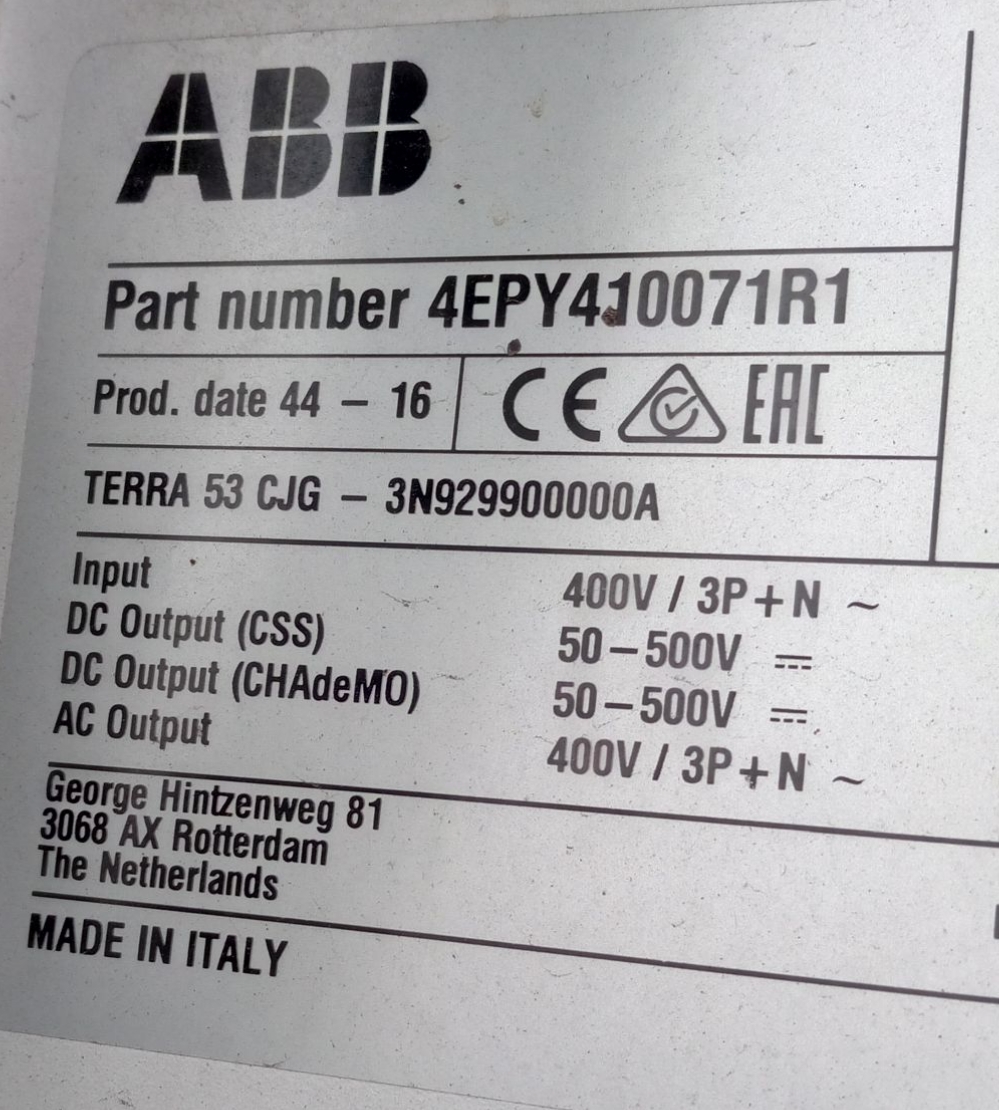 ABB
Part number 4EPY410071R1
Prod. date 44 – 16 CE EAC
TERRA 53 CJG – 3N929900000A
Input 400V / 3P+N ~
DC Output (CSS) 50–500V ⎓
DC Output (CHAdeMO) 50–500V ⎓
AC Output 400V / 3P+N ~
George Hintzenweg 81
3068 AX Rotterdam
The Netherlands
MADE IN ITALY